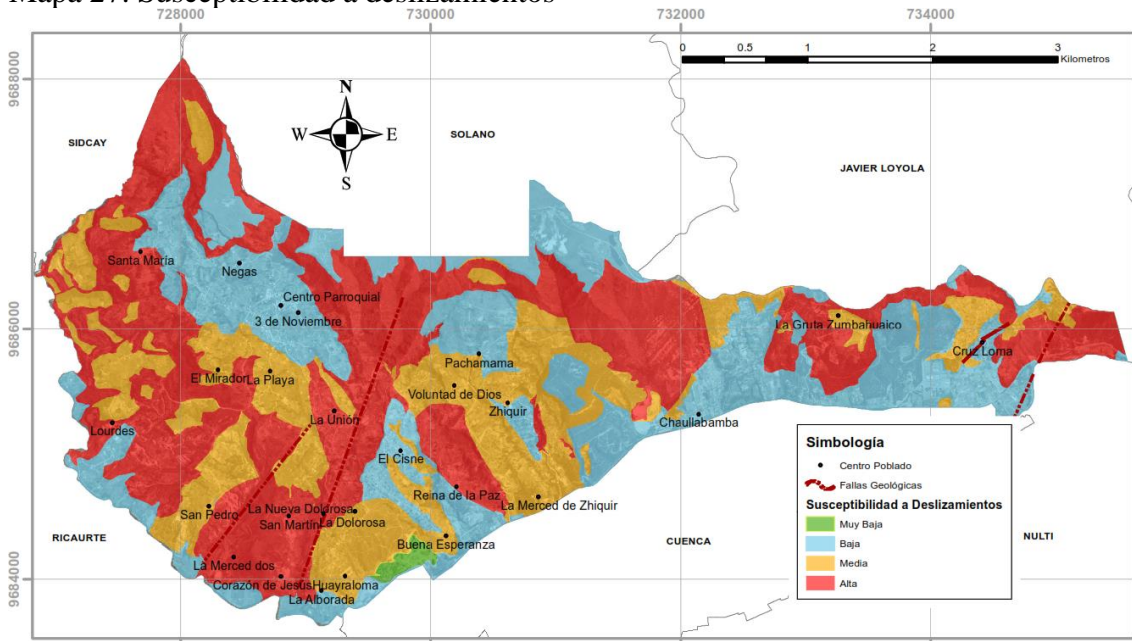 Mapa 27. Susceptibilidad a deslizamientos
728000 730000 732000 734000
0 0.5 1 2 3
Kilometros
9688000
N
W E
S
SIDCAY
SOLANO
JAVIER LOYOLA
Santa María
Negas
Centro Parroquial
3 de Noviembre
9686000
La Gruta Zumbahuaico
Cruz Loma
Pachamama
El Mirador
La Playa
Voluntad de Dios
Zhiquir
La Unión
Chaullabamba
Lourdes
El Cisne
Reina de la Paz
La Merced de Zhiquir
San Pedro
La Nueva Dolorosa
San Martín
La Dolorosa
Buena Esperanza
RICAURTE
CUENCA
NULTI
La Merced dos
9684000
Corazón de Jesús
Huayraloma
La Alborada
Simbología
Centro Poblado
Fallas Geológicas
Susceptibilidad a Deslizamientos
Muy Baja
Baja
Media
Alta